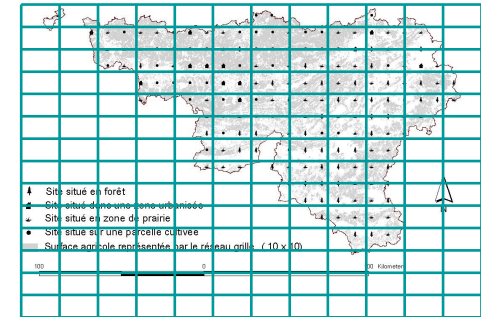 Site situé en forêt
Site situé dans une zone urbanisée
Site situé en zone de prairie
Site situé sur une parcelle cultivée
Surface agricole représentée par le réseau grille ( 10 x 10)
100 0 Kilometer